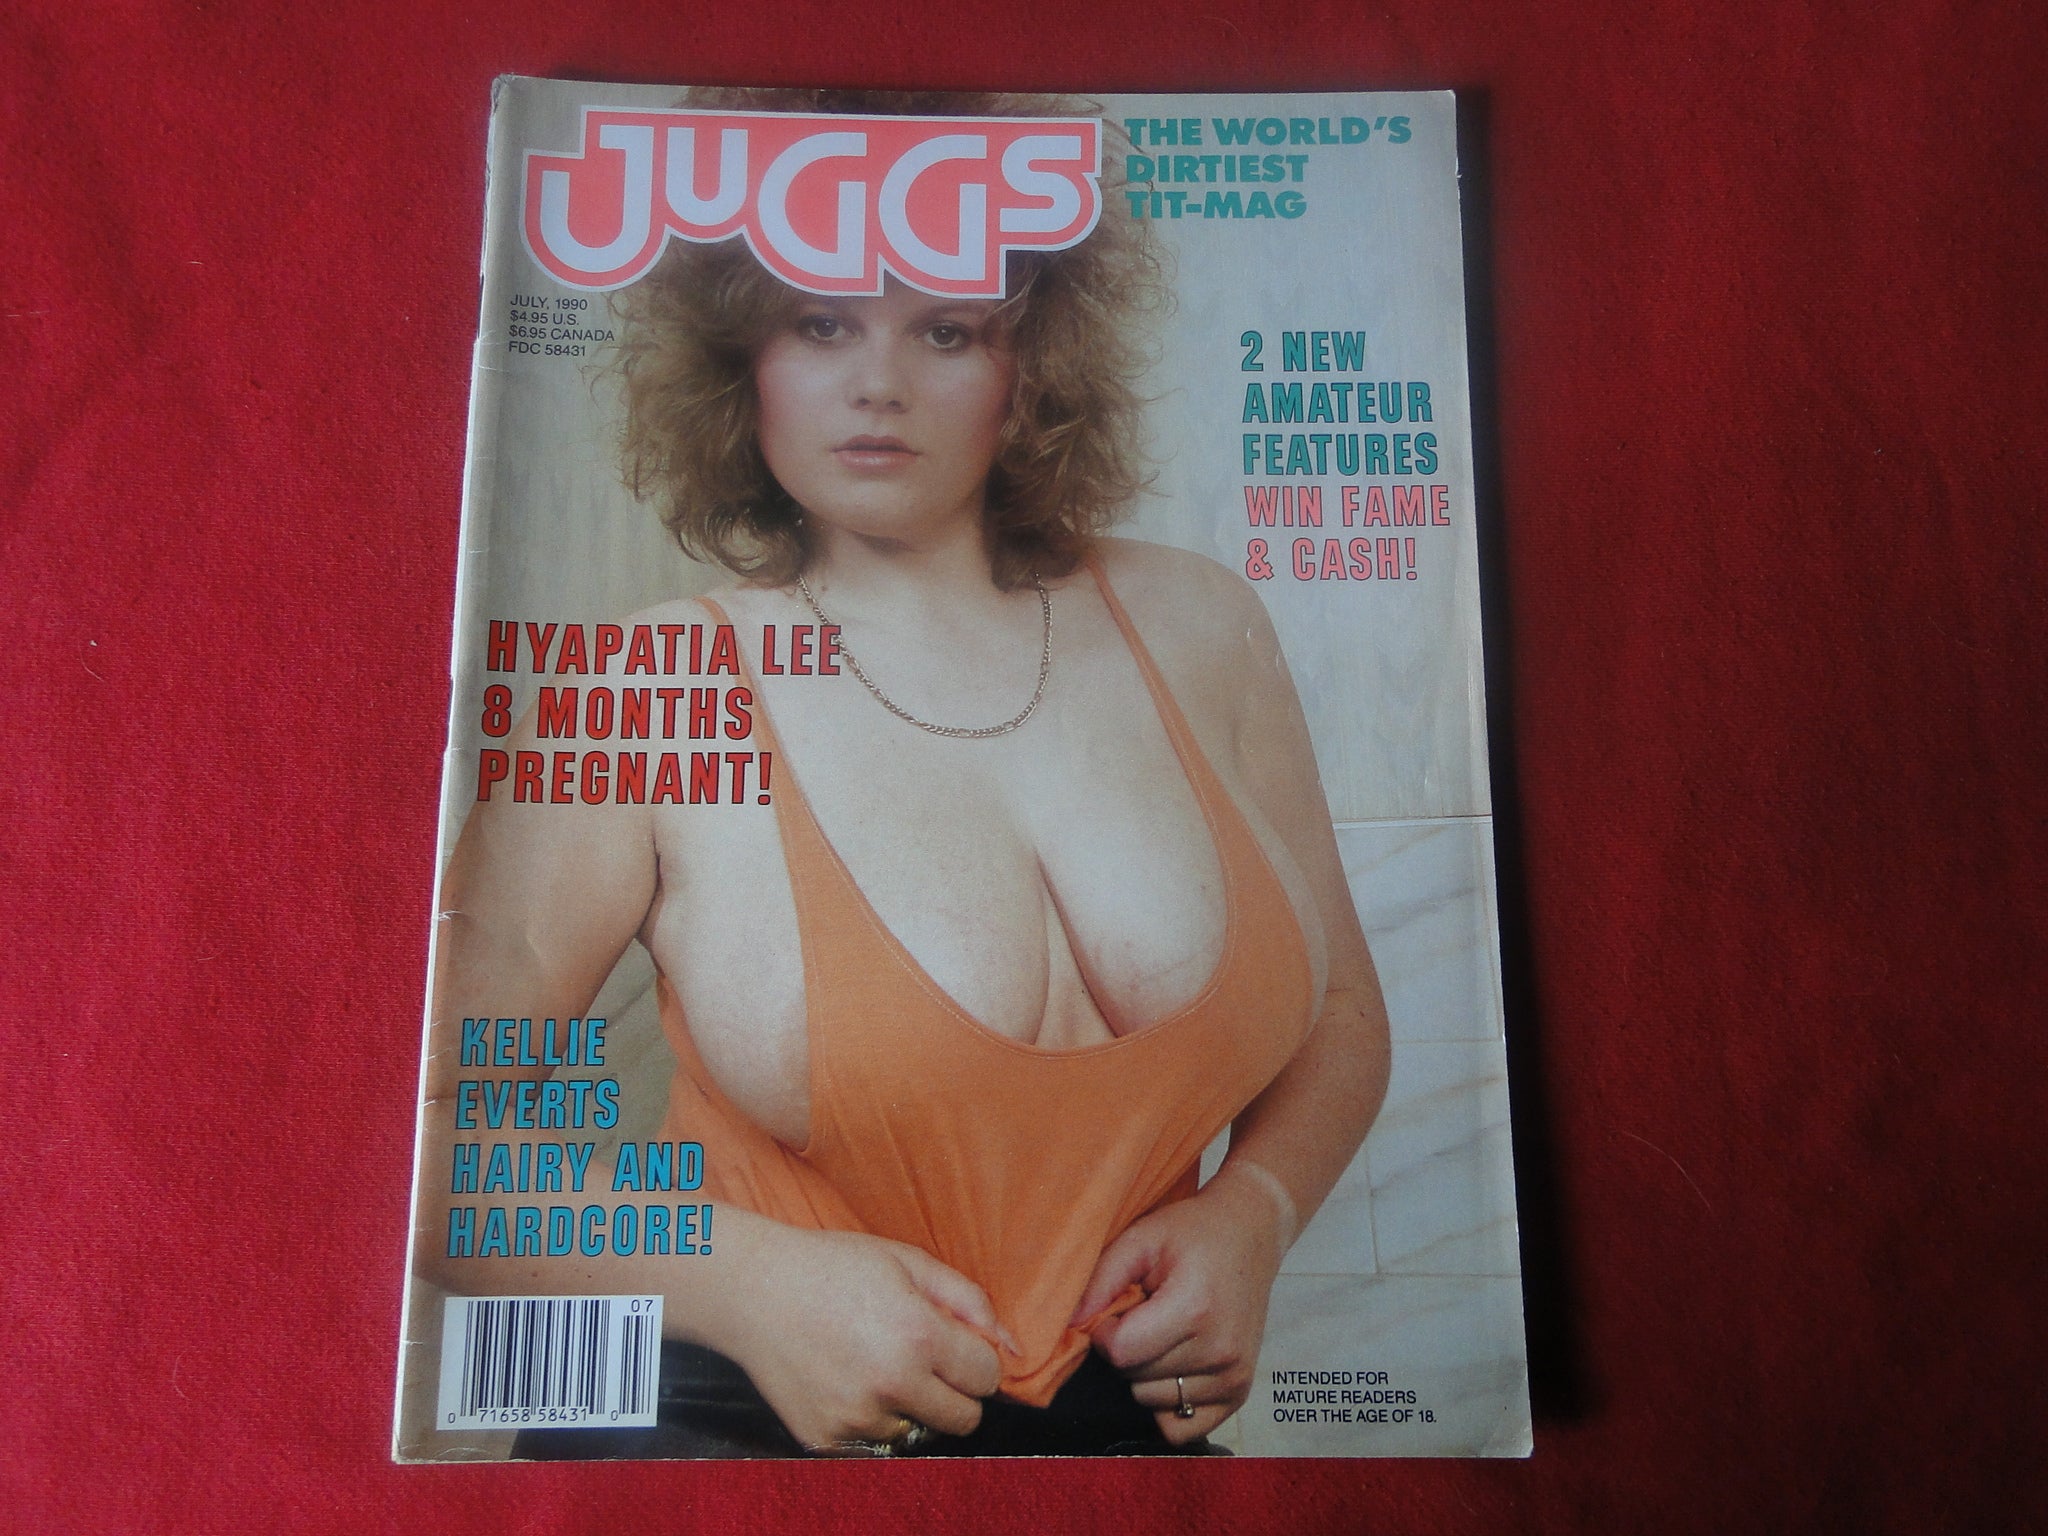 JUGGS
THE WORLD'S
DIRTIEST
TIT-MAG
JULY, 1990
$4.95 U.S.
$6.95 CANADA
FDC 58431
2 NEW
AMATEUR
FEATURES
WIN FAME
& CASH!
HYAPATIA LEE
8 MONTHS
PREGNANT!
KELLIE
EVERTS
HAIRY AND
HARDCORE!
07
0 71658 58431 0
INTENDED FOR
MATURE READERS
OVER THE AGE OF 18.